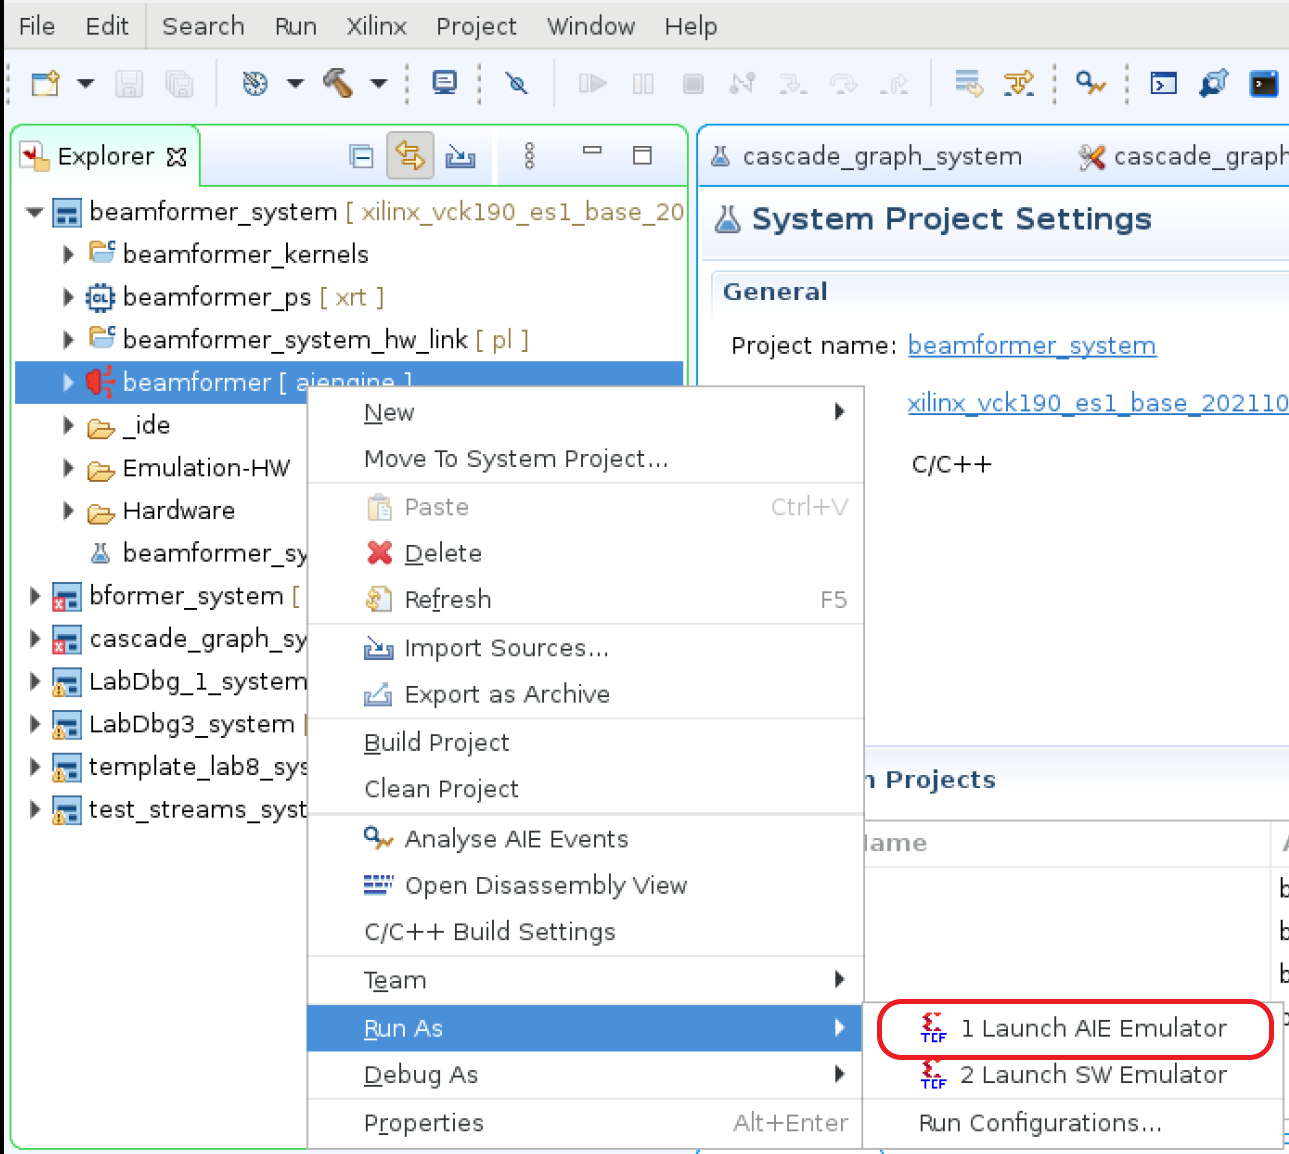 File Edit Search Run Xilinx Project Window Help
Explorer
cascade_graph_system
cascade_graph
beamformer_system [ xilinx_vck190_es1_base_20
beamformer_kernels
beamformer_ps [ xrt ]
beamformer_system_hw_link [ pl ]
beamformer [ aiengine ]
_ide
Emulation-HW
Hardware
beamformer_sy
bformer_system [
cascade_graph_sy
LabDbg_1_system
LabDbg3_system [
template_lab8_sys
test_streams_syst
System Project Settings
General
Project name: beamformer_system
xilinx_vck190_es1_base_202110
C/C++
Projects
New
Move To System Project...
Paste Ctrl+V
Delete
Refresh F5
Import Sources...
Export as Archive
Build Project
Clean Project
Analyse AIE Events
Open Disassembly View
C/C++ Build Settings
Team
Run As
Debug As
Properties Alt+Enter
TCF 1 Launch AIE Emulator
TCF 2 Launch SW Emulator
Run Configurations...